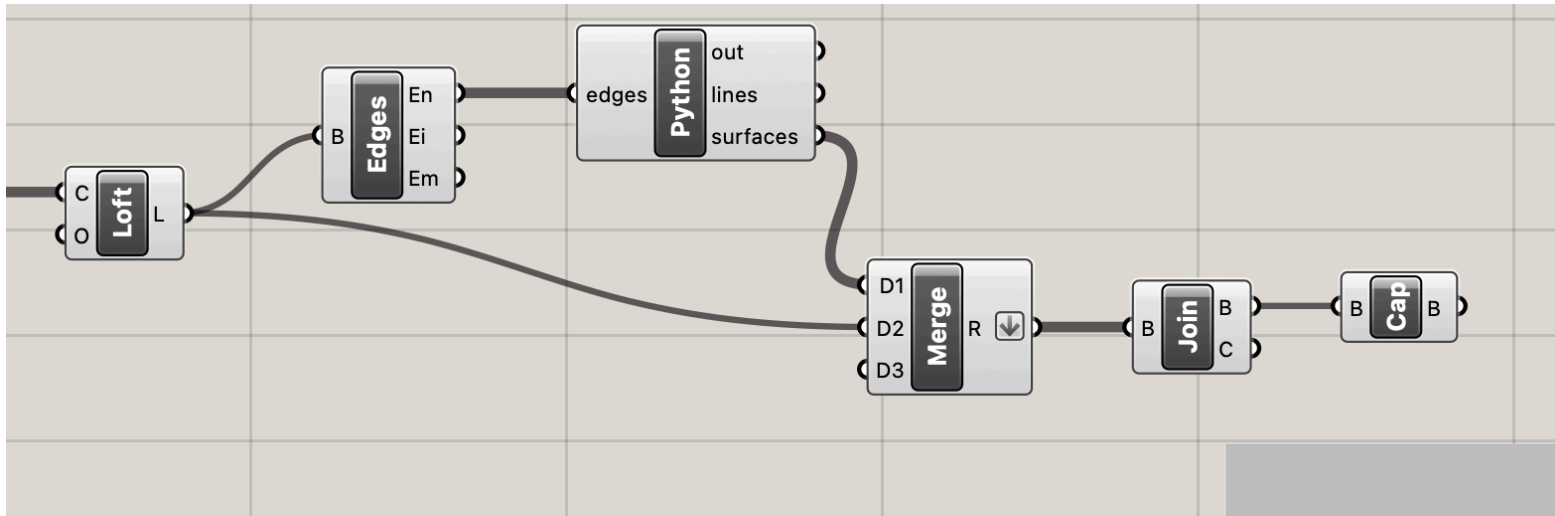 C
O
Loft
L
B
Edges
En
Ei
Em
edges
Python
out
lines
surfaces
D1
D2
D3
Merge
R
B
Join
B
C
B
Cap
B